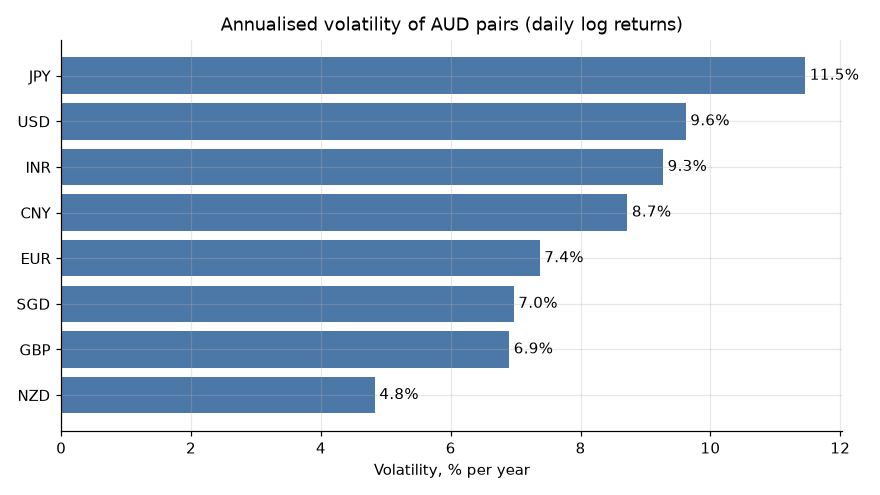 Annualised volatility of AUD pairs (daily log returns)
JPY 11.5%
USD 9.6%
INR 9.3%
CNY 8.7%
EUR 7.4%
SGD 7.0%
GBP 6.9%
NZD 4.8%
0 2 4 6 8 10 12
Volatility, % per year